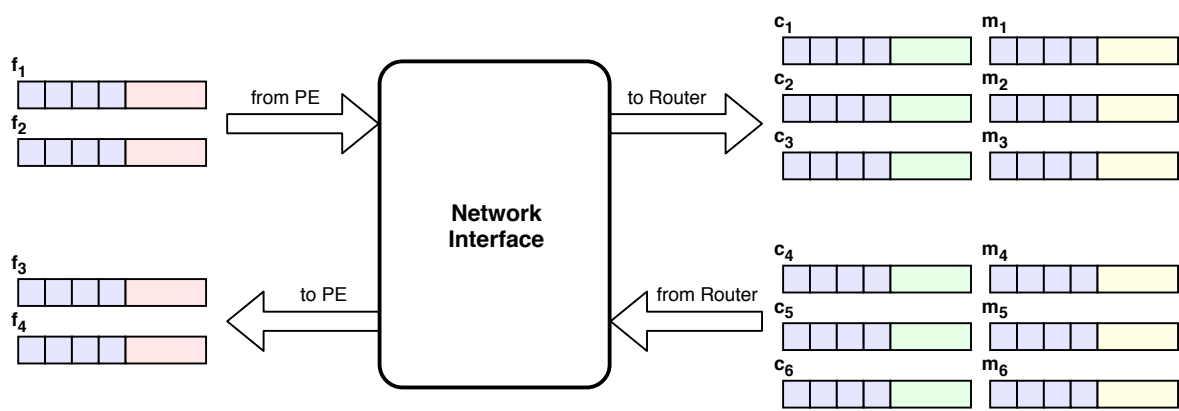 c1 m1
f1
from PE to Router c2 m2
f2
c3 m3
Network
Interface
f3 c4 m4
to PE from Router
f4 c5 m5
c6 m6